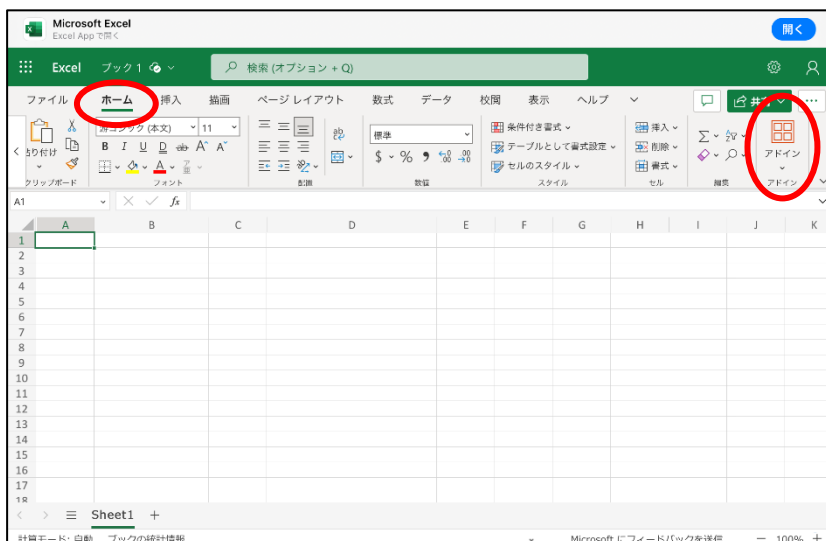 Microsoft Excel
Excel App で開く
開く
Excel ブック 1 検索 (オプション + Q)
ファイル ホーム 挿入 描画 ページ レイアウト 数式 データ 校閲 表示 ヘルプ 共有
貼り付け 游ゴシック (本文) 11 標準 条件付き書式 挿入 アドイン
B I U D ab A^ A˅ $ % 9 テーブルとして書式設定 削除
A セルのスタイル 書式
クリップボード フォント 配置 数値 スタイル セル 編集 アドイン
A1 fx
A B C D E F G H I J K
1
2
3
4
5
6
7
8
9
10
11
12
13
14
15
16
17
18
Sheet1 +
計算モード: 自動 ブックの統計情報 Microsoft にフィードバックを送信 − 100% +